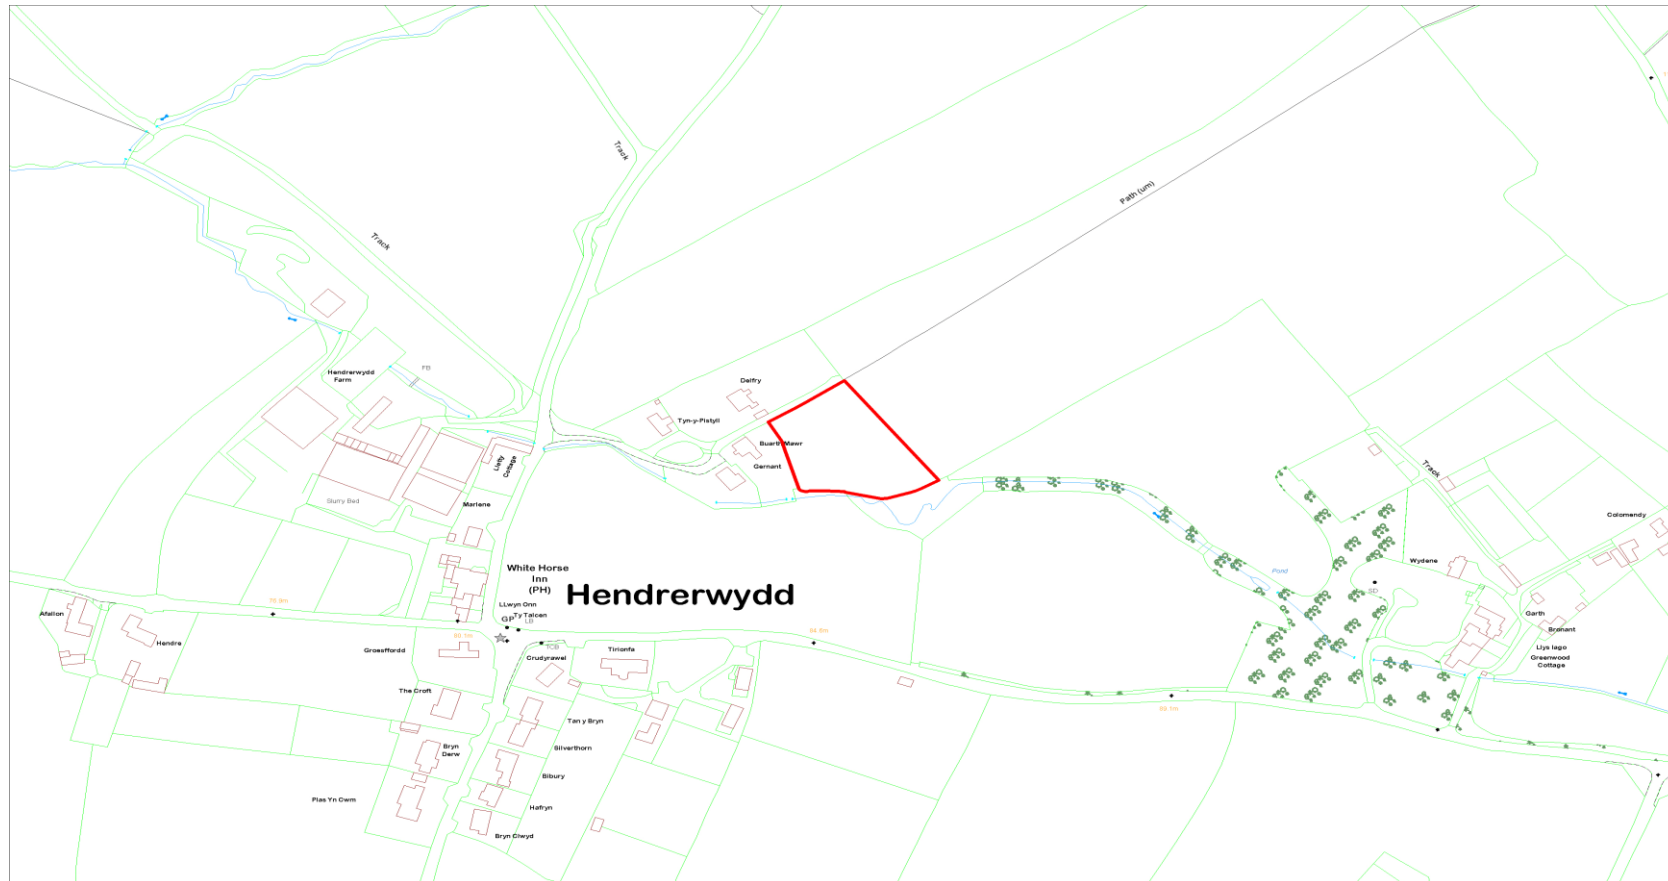 Track
Path (um)
Track
Hendrerwydd
Farm
FB
Delfry
Tyn-y-Pistyll
Buarth Mawr
Gernant
Llety
Cottage
Track
Slurry Bed
Marlene
Colomendy
White Horse
Inn
(PH)
Hendrerwydd
Pond
Wydene
SD
Afallon
Llwyn Onn
GP
Ty Talcen
LB
Garth
Bronant
Hendre
Groesffordd
TCB
Crudyrawel
Tirionfa
Llys Iago
Greenwood
Cottage
The Croft
Tan y Bryn
Bryn
Derw
Silverthorn
Bibury
Plas Yn Cwm
Hafryn
Bryn Clwyd